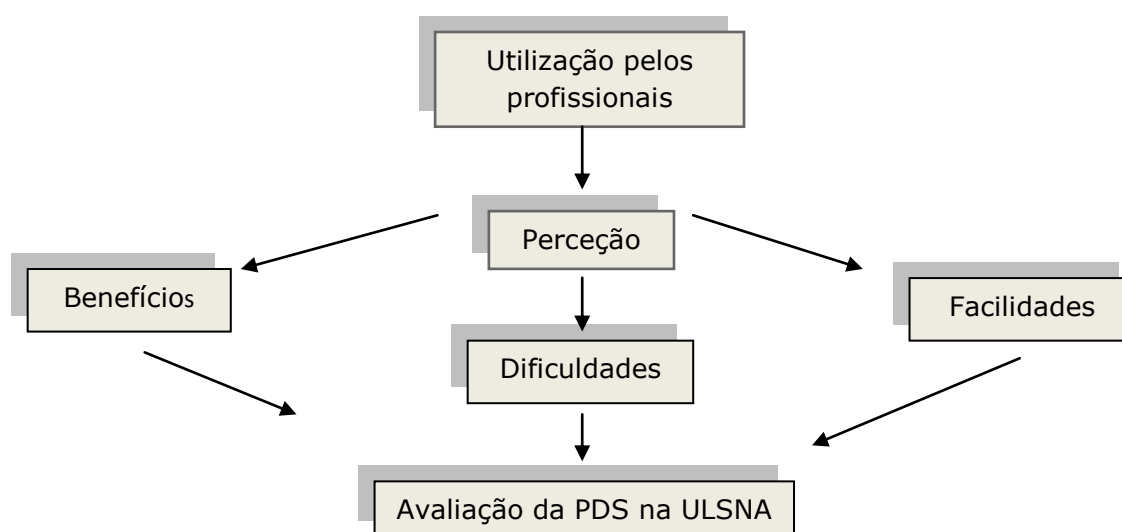 Utilização pelos
profissionais
Perceção
Benefícios
Facilidades
Dificuldades
Avaliação da PDS na ULSNA